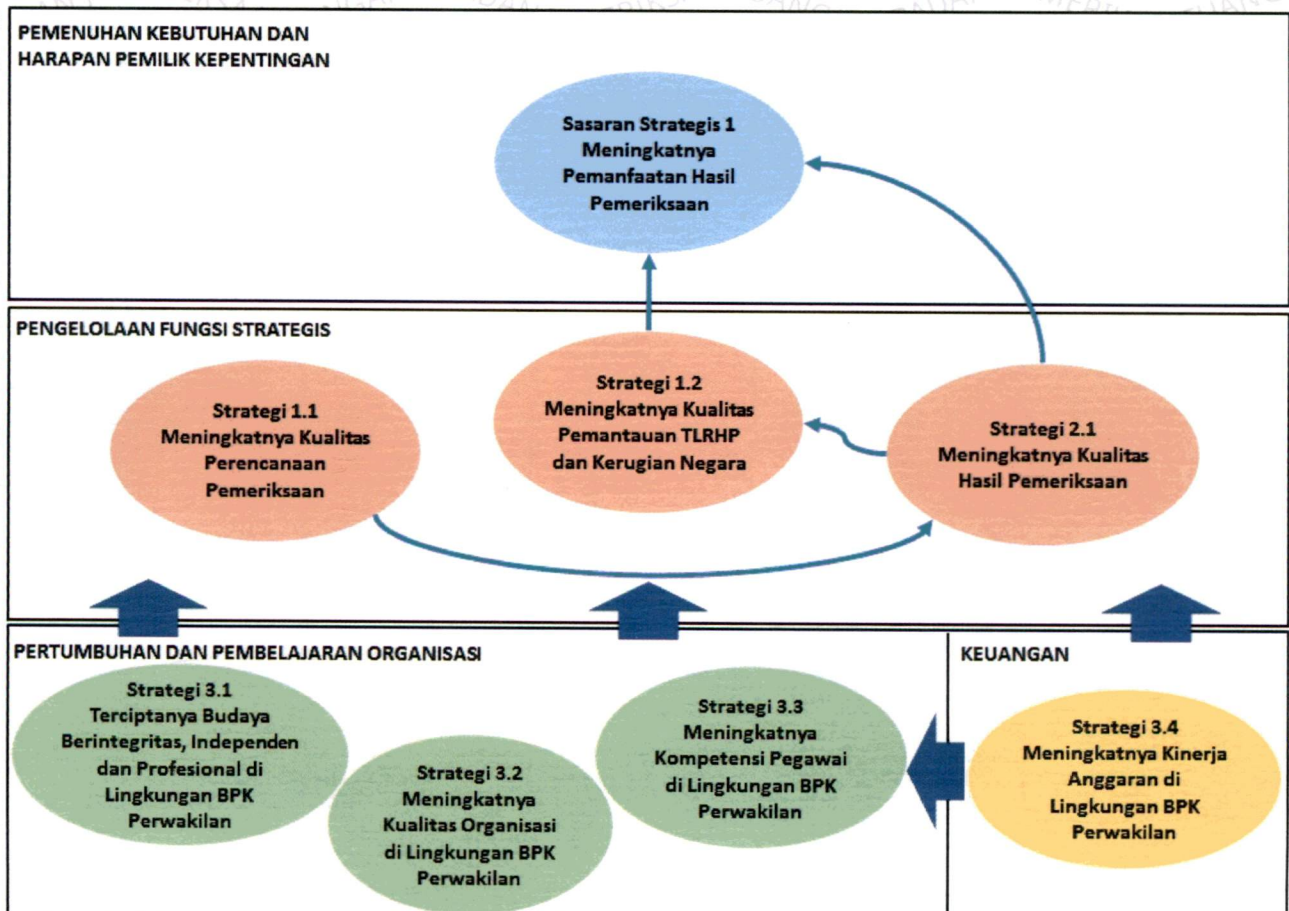 PEMENUHAN KEBUTUHAN DAN
HARAPAN PEMILIK KEPENTINGAN
Sasaran Strategis 1
Meningkatnya
Pemanfaatan Hasil
Pemeriksaan
PENGELOLAAN FUNGSI STRATEGIS
Strategi 1.1
Meningkatnya Kualitas
Perencanaan
Pemeriksaan
Strategi 1.2
Meningkatnya Kualitas
Pemantauan TLRHP
dan Kerugian Negara
Strategi 2.1
Meningkatnya Kualitas
Hasil Pemeriksaan
PERTUMBUHAN DAN PEMBELAJARAN ORGANISASI
Strategi 3.1
Terciptanya Budaya
Berintegritas, Independen
dan Profesional di
Lingkungan BPK
Perwakilan
Strategi 3.2
Meningkatnya
Kualitas Organisasi
di Lingkungan BPK
Perwakilan
Strategi 3.3
Meningkatnya
Kompetensi Pegawai
di Lingkungan BPK
Perwakilan
KEUANGAN
Strategi 3.4
Meningkatnya Kinerja
Anggaran di
Lingkungan BPK
Perwakilan